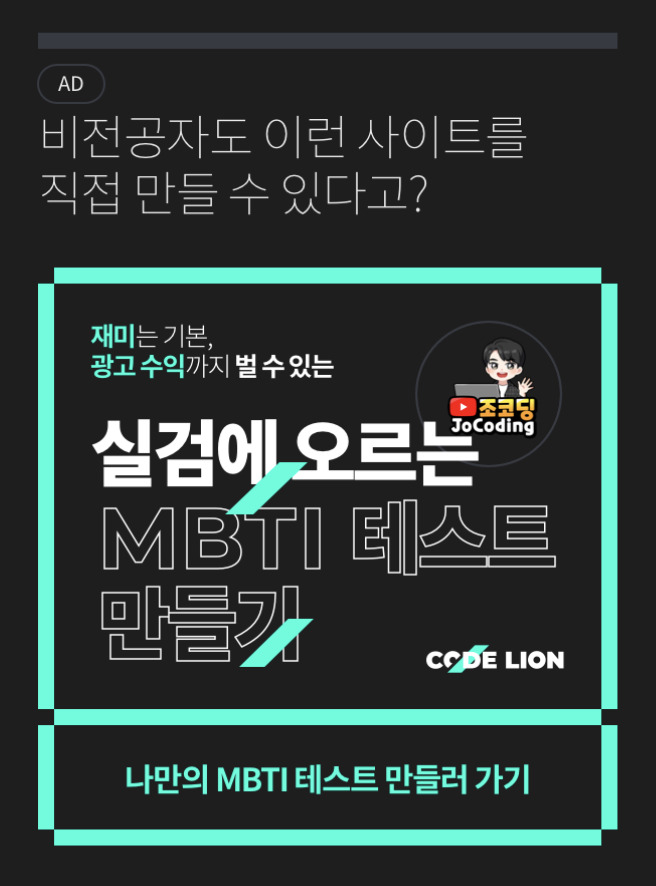 AD
비전공자도 이런 사이트를
직접 만들 수 있다고?
재미는 기본,
광고 수익까지 벌 수 있는
조코딩
JoCoding
실검에 오르는
MBTI 테스트
만들기
CODE LION
나만의 MBTI 테스트 만들러 가기